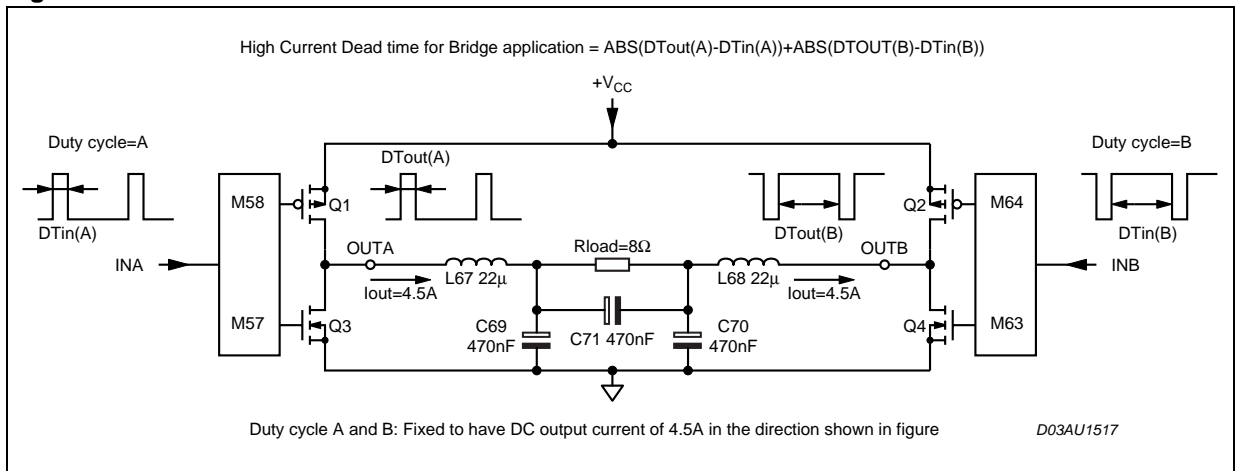 High Current Dead time for Bridge application = ABS(DTout(A)-DTin(A))+ABS(DTOUT(B)-DTin(B))
+VCC
Duty cycle=A
DTout(A)
Duty cycle=B
M58
Q1
Q2
M64
DTin(A)
DTout(B)
DTin(B)
INA
OUTA
Rload=8Ω
OUTB
INB
L67 22µ
L68 22µ
Iout=4.5A
Iout=4.5A
M57
Q3
C69
470nF
C71 470nF
C70
470nF
Q4
M63
Duty cycle A and B: Fixed to have DC output current of 4.5A in the direction shown in figure
D03AU1517